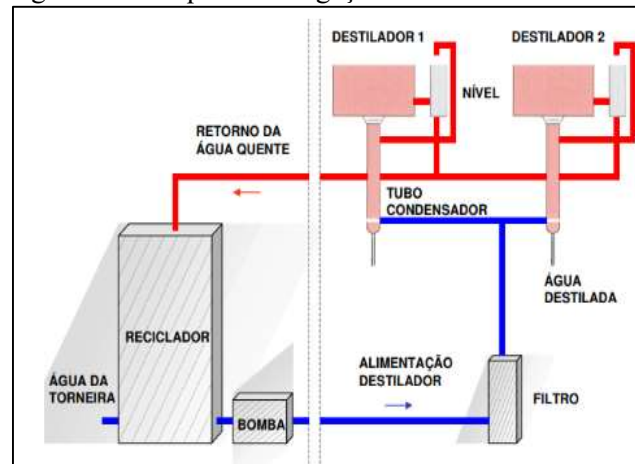 DESTILADOR 1
DESTILADOR 2
NÍVEL
RETORNO DA
ÁGUA QUENTE
TUBO
CONDENSADOR
ÁGUA
DESTILADA
RECICLADOR
ÁGUA DA
TORNEIRA
ALIMENTAÇÃO
DESTILADOR
BOMBA
FILTRO